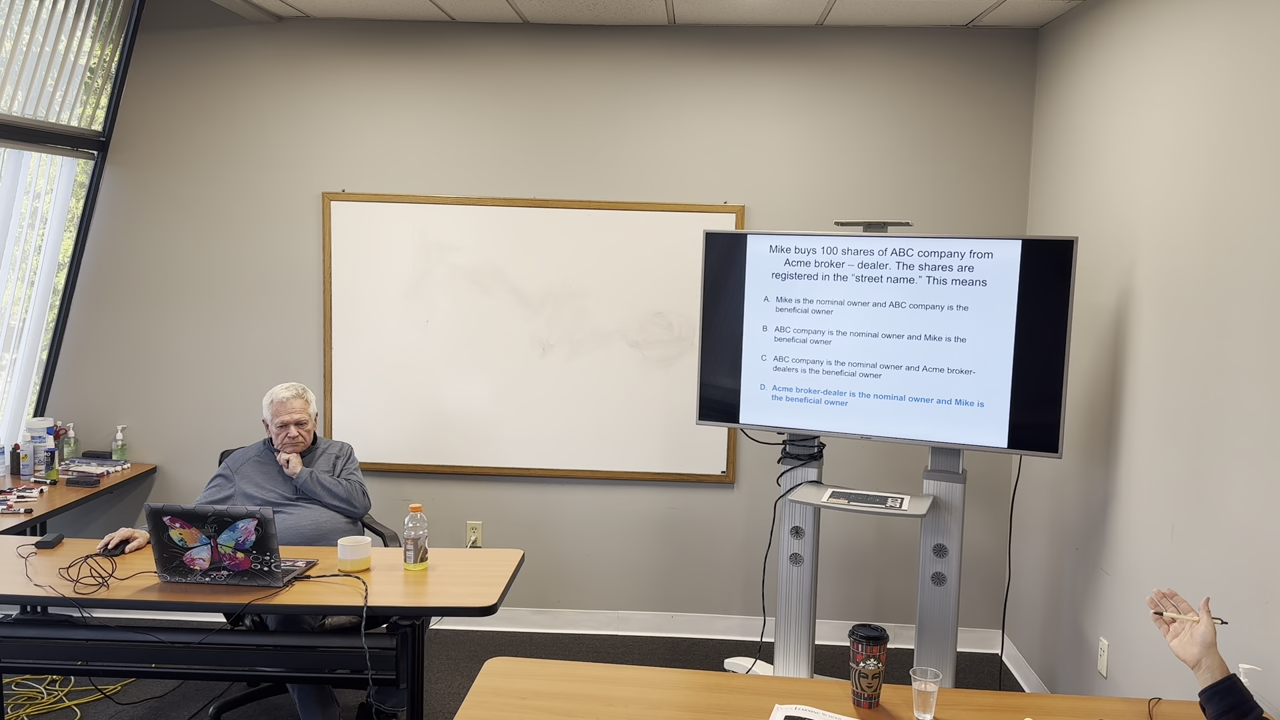 Mike buys 100 shares of ABC company from
Acme broker – dealer. The shares are
registered in the “street name.” This means
A. Mike is the nominal owner and ABC company is the
beneficial owner
B. ABC company is the nominal owner and Mike is the
beneficial owner
C. ABC company is the nominal owner and Acme broker-
dealers is the beneficial owner
D. Acme broker-dealer is the nominal owner and Mike is
the beneficial owner